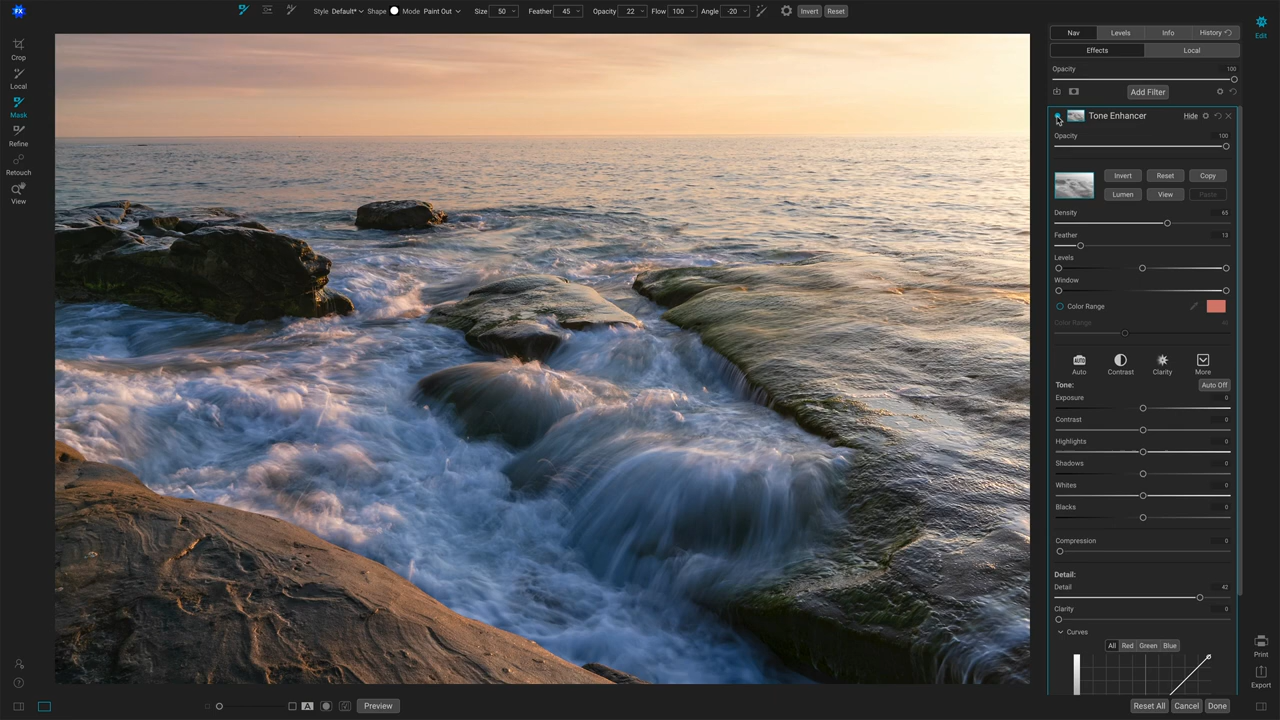 FX
Style Default* Shape Mode Paint Out Size 50 Feather 45 Opacity 22 Flow 100 Angle -20 Invert Reset
Crop
Local
Mask
Refine
Retouch
View
Nav Levels Info History
Effects Local
Opacity 100
Add Filter
Tone Enhancer Hide
Opacity 100
Invert Reset Copy
Lumen View Paste
Density 65
Feather 13
Levels
Window
Color Range
Color Range
Auto Contrast Clarity More
Tone: Auto Off
Exposure 0
Contrast 0
Highlights 0
Shadows 0
Whites 0
Blacks 0
Compression 0
Detail:
Detail 42
Clarity 0
Curves
All Red Green Blue
Edit
Print
Export
A Preview
Reset All Cancel Done